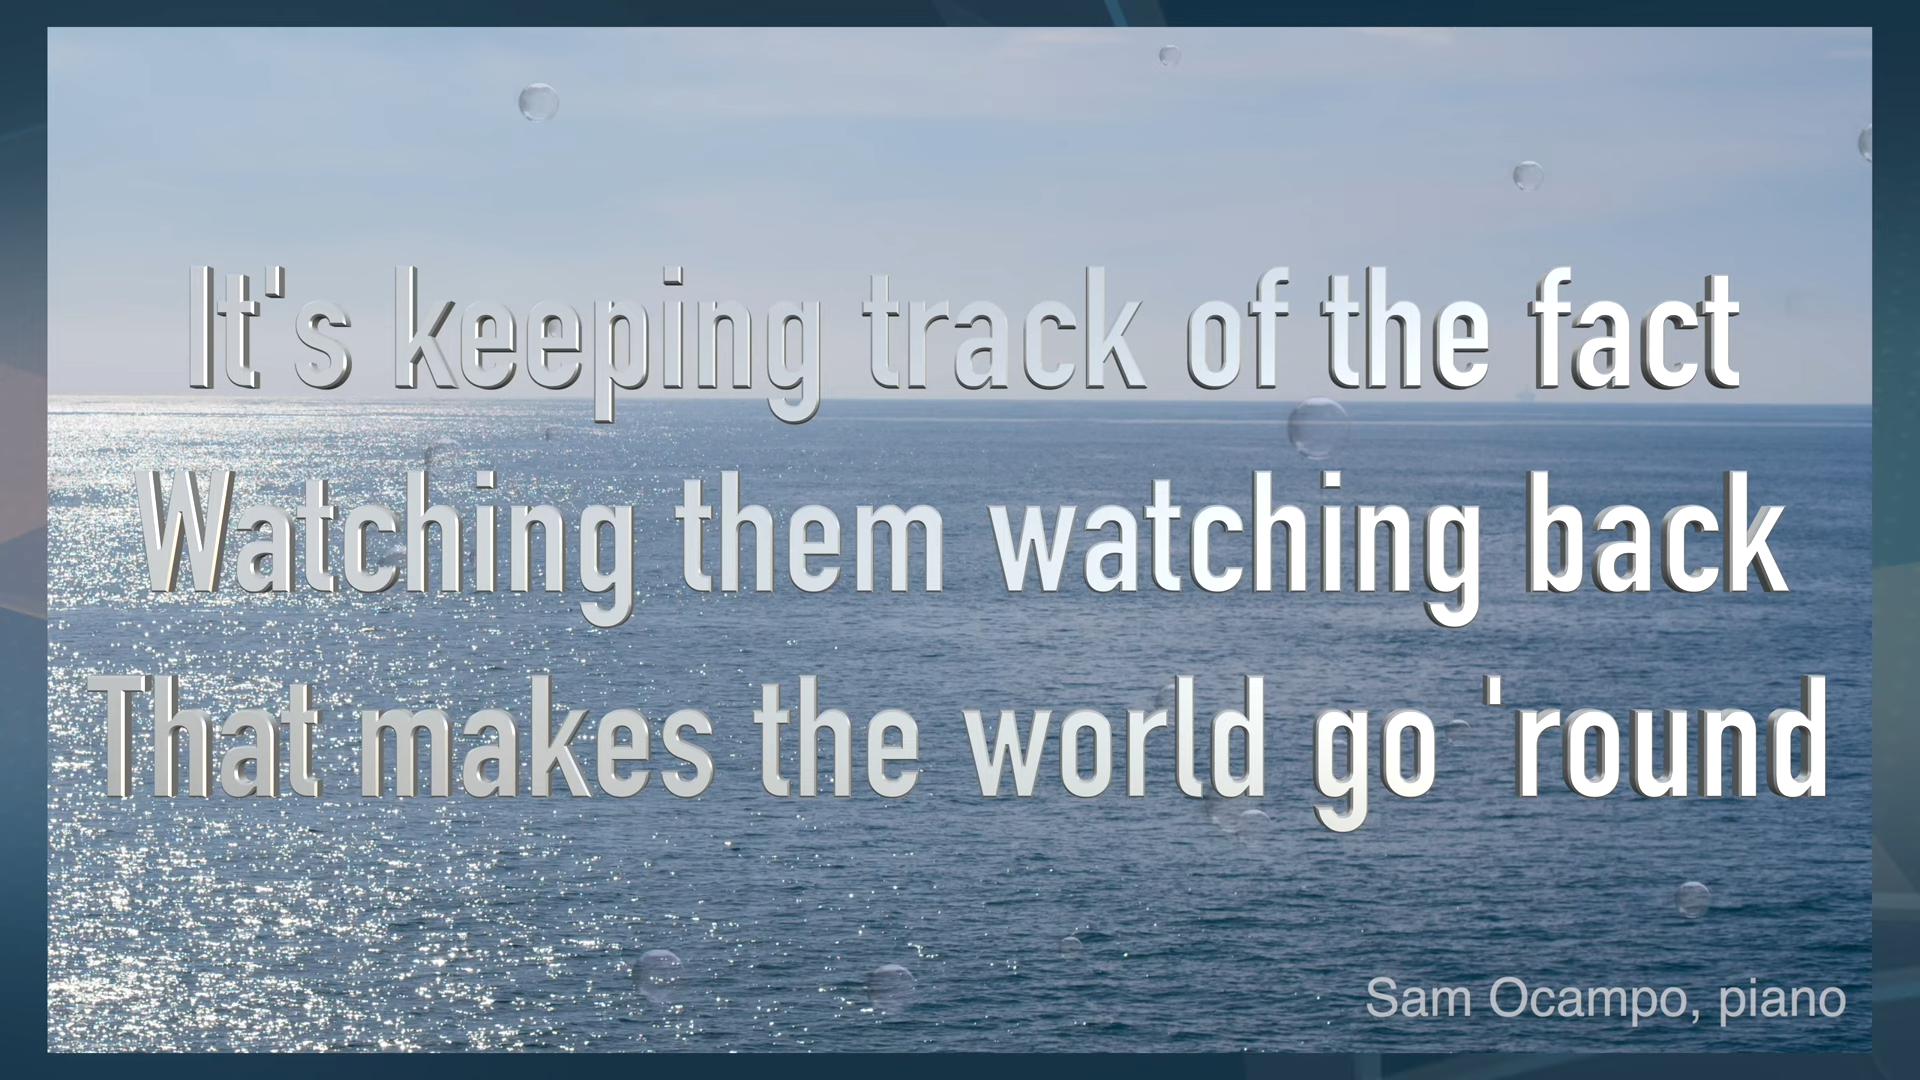 It's keeping track of the fact
Watching them watching back
That makes the world go 'round
Sam Ocampo, piano